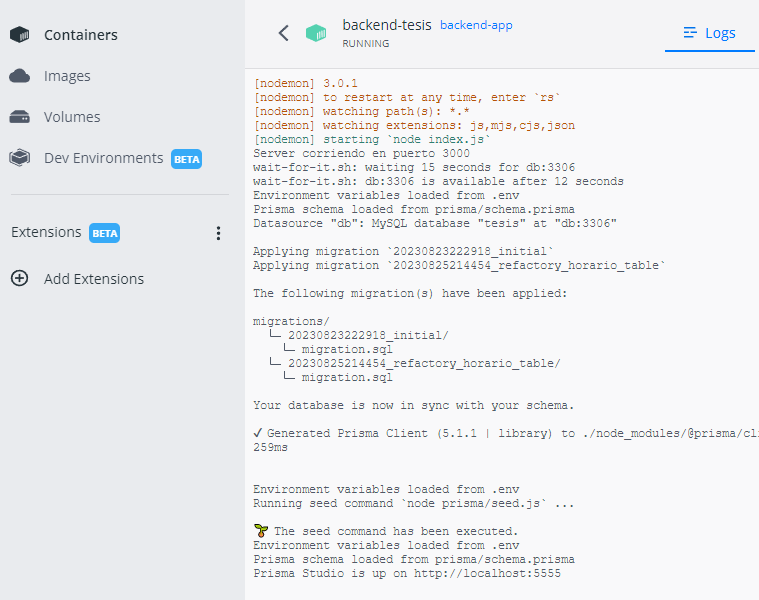 Containers
Images
Volumes
Dev Environments BETA
Extensions BETA
Add Extensions
backend-tesis backend-app
RUNNING
Logs
[nodemon] 3.0.1
[nodemon] to restart at any time, enter `rs`
[nodemon] watching path(s): *.*
[nodemon] watching extensions: js,mjs,cjs,json
[nodemon] starting `node index.js`
Server corriendo en puerto 3000
wait-for-it.sh: waiting 15 seconds for db:3306
wait-for-it.sh: db:3306 is available after 12 seconds
Environment variables loaded from .env
Prisma schema loaded from prisma/schema.prisma
Datasource "db": MySQL database "tesis" at "db:3306"
Applying migration `20230823222918_initial`
Applying migration `20230825214454_refactory_horario_table`
The following migration(s) have been applied:
migrations/
└─ 20230823222918_initial/
└─ migration.sql
└─ 20230825214454_refactory_horario_table/
└─ migration.sql
Your database is now in sync with your schema.
✔ Generated Prisma Client (5.1.1 | library) to ./node_modules/@prisma/cli
259ms
Environment variables loaded from .env
Running seed command `node prisma/seed.js` ...
🌱 The seed command has been executed.
Environment variables loaded from .env
Prisma schema loaded from prisma/schema.prisma
Prisma Studio is up on http://localhost:5555